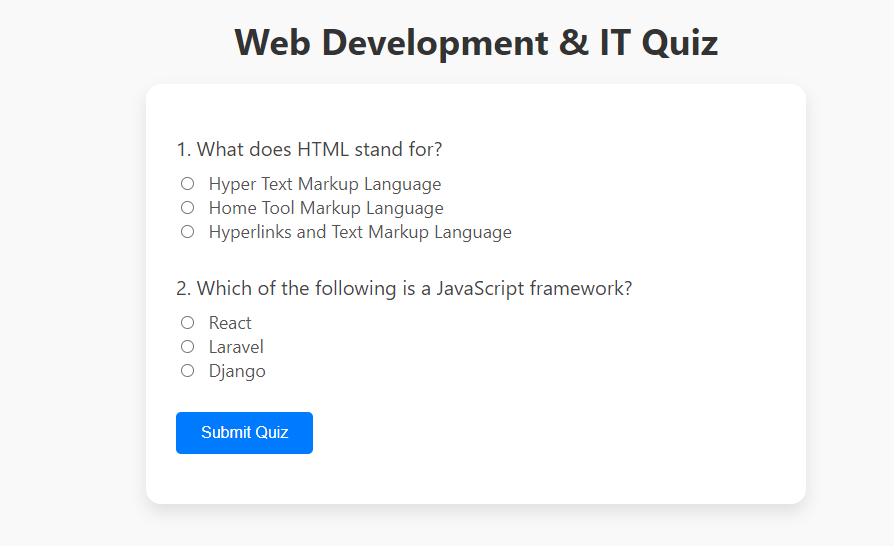 Web Development & IT Quiz
1. What does HTML stand for?
Hyper Text Markup Language
Home Tool Markup Language
Hyperlinks and Text Markup Language
2. Which of the following is a JavaScript framework?
React
Laravel
Django
Submit Quiz